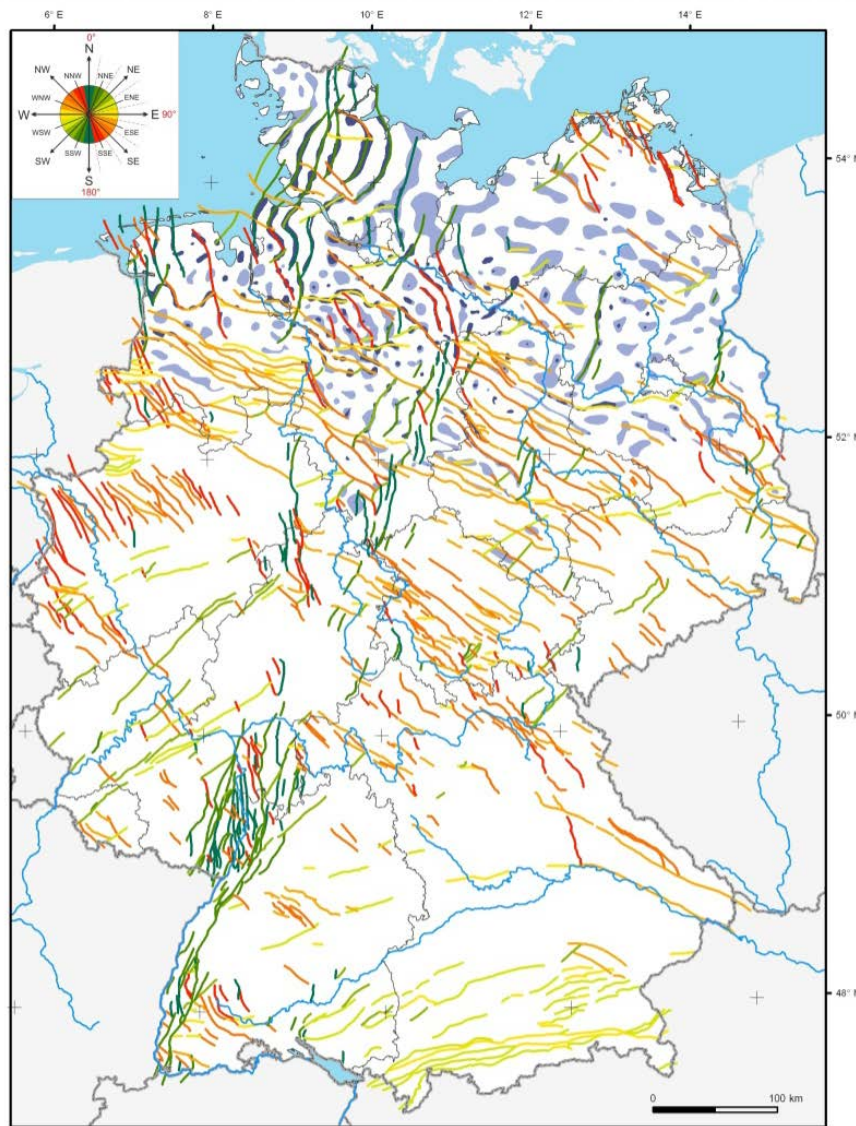 6° E 8° E 10° E 12° E 14° E
0°
N
NW NNW NNE NE
WNW ENE
W E 90°
WSW ESE
SW SSW SSE SE
S
180°
54° N
52° N
50° N
48° N
0 100 km